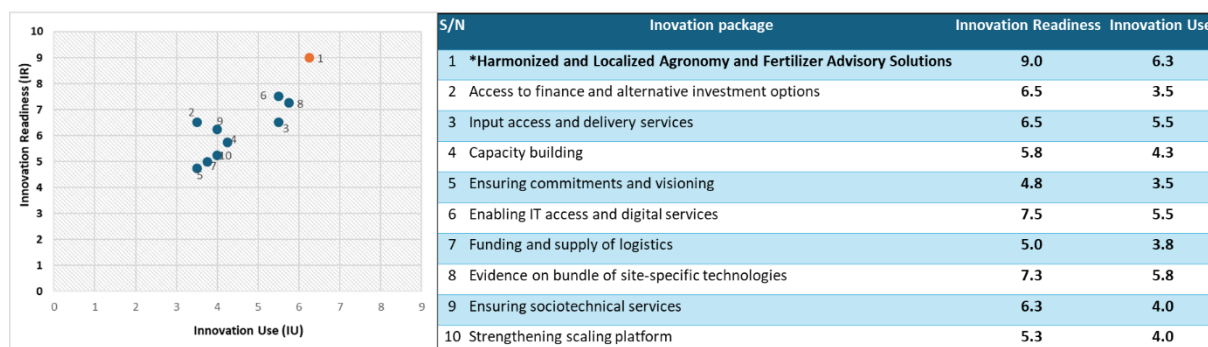 10
9
8
7
6
5
4
3
2
1
0
Innovation Readiness (IR)
1
6
8
2
9
3
4
10
7
5
0 1 2 3 4 5 6 7 8 9
Innovation Use (IU)
S/N Inovation package Innovation Readiness Innovation Use
1 *Harmonized and Localized Agronomy and Fertilizer Advisory Solutions 9.0 6.3
2 Access to finance and alternative investment options 6.5 3.5
3 Input access and delivery services 6.5 5.5
4 Capacity building 5.8 4.3
5 Ensuring commitments and visioning 4.8 3.5
6 Enabling IT access and digital services 7.5 5.5
7 Funding and supply of logistics 5.0 3.8
8 Evidence on bundle of site-specific technologies 7.3 5.8
9 Ensuring sociotechnical services 6.3 4.0
10 Strengthening scaling platform 5.3 4.0